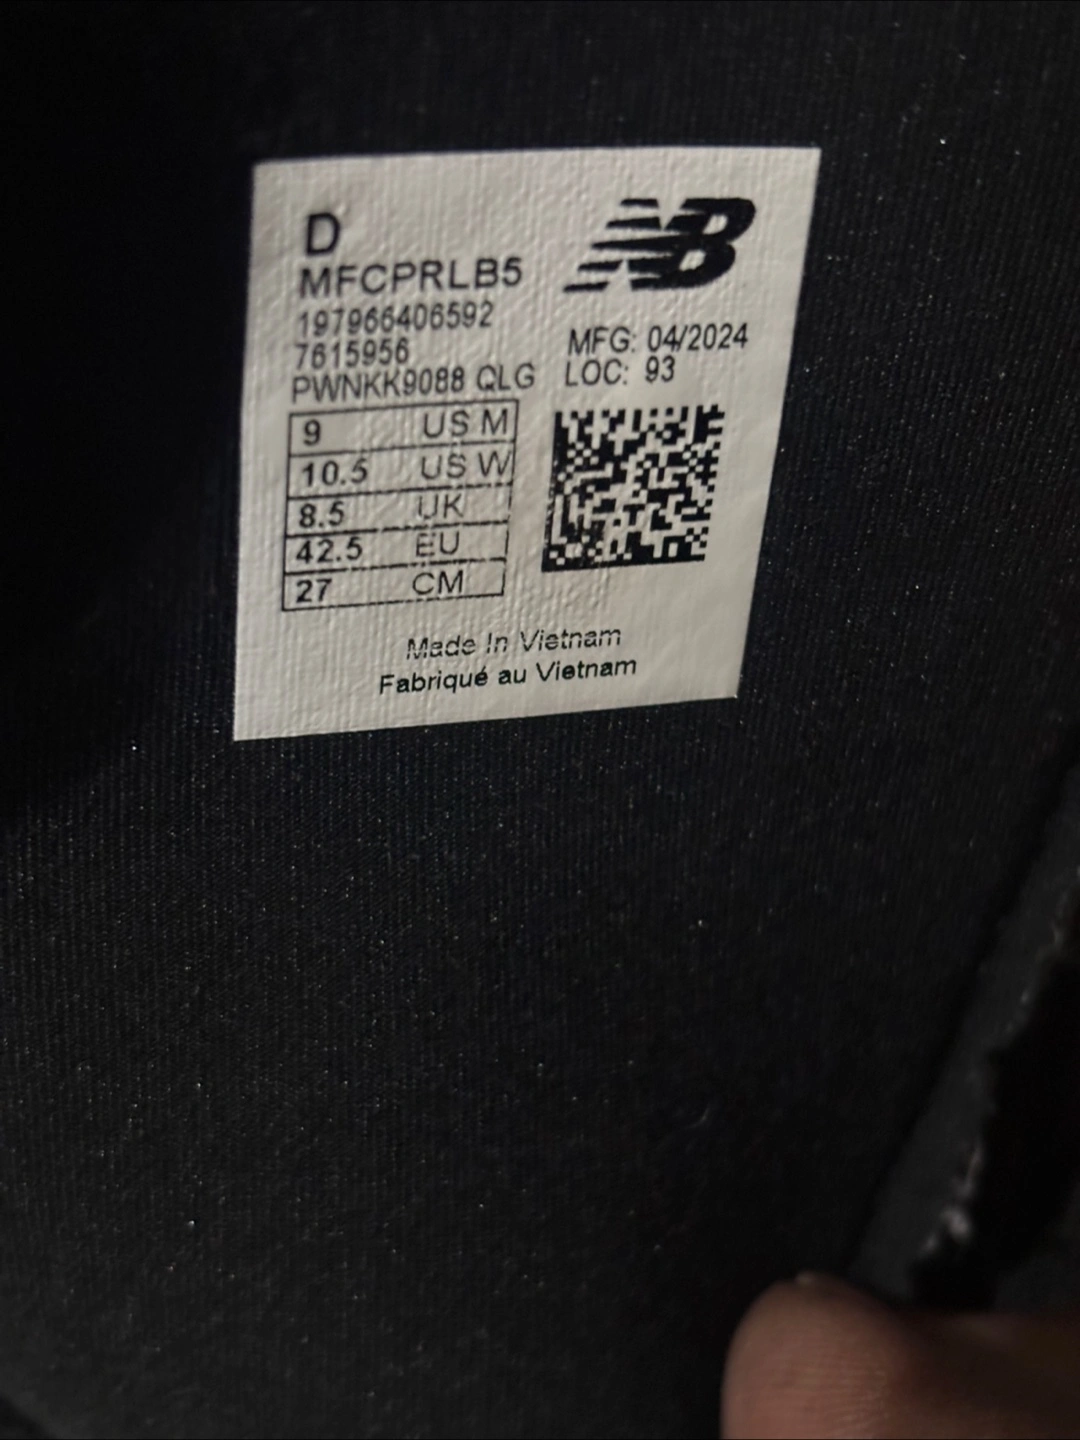 D
NB
MFCPRLB5
197966406592
7615956
PWNKK9088 QLG
MFG: 04/2024
LOC: 93
9 US M
10.5 US W
8.5 UK
42.5 EU
27 CM
Made In Vietnam
Fabriqué au Vietnam